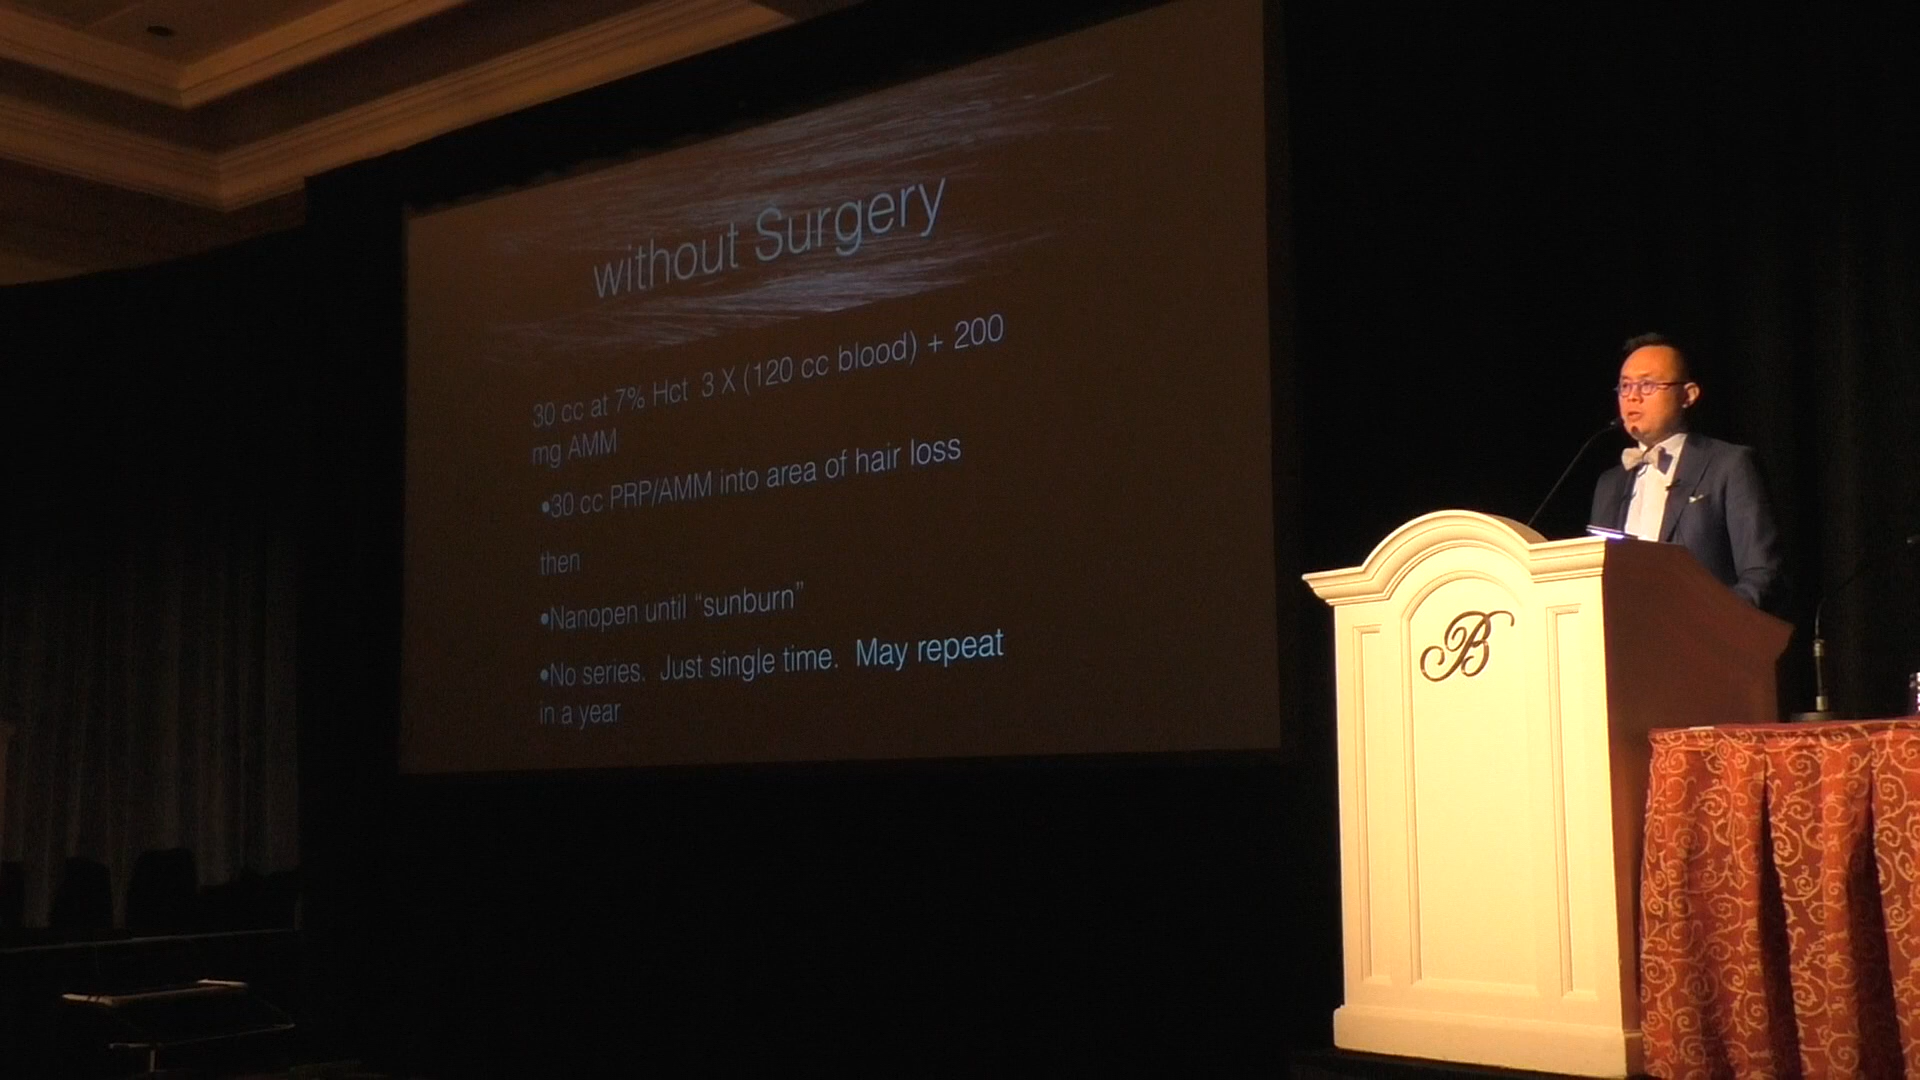 without Surgery
30 cc at 7% Hct 3 X (120 cc blood) + 200
mg AMM
•30 cc PRP/AMM into area of hair loss
then
•Nanopen until “sunburn”
•No series. Just single time. May repeat
in a year
B